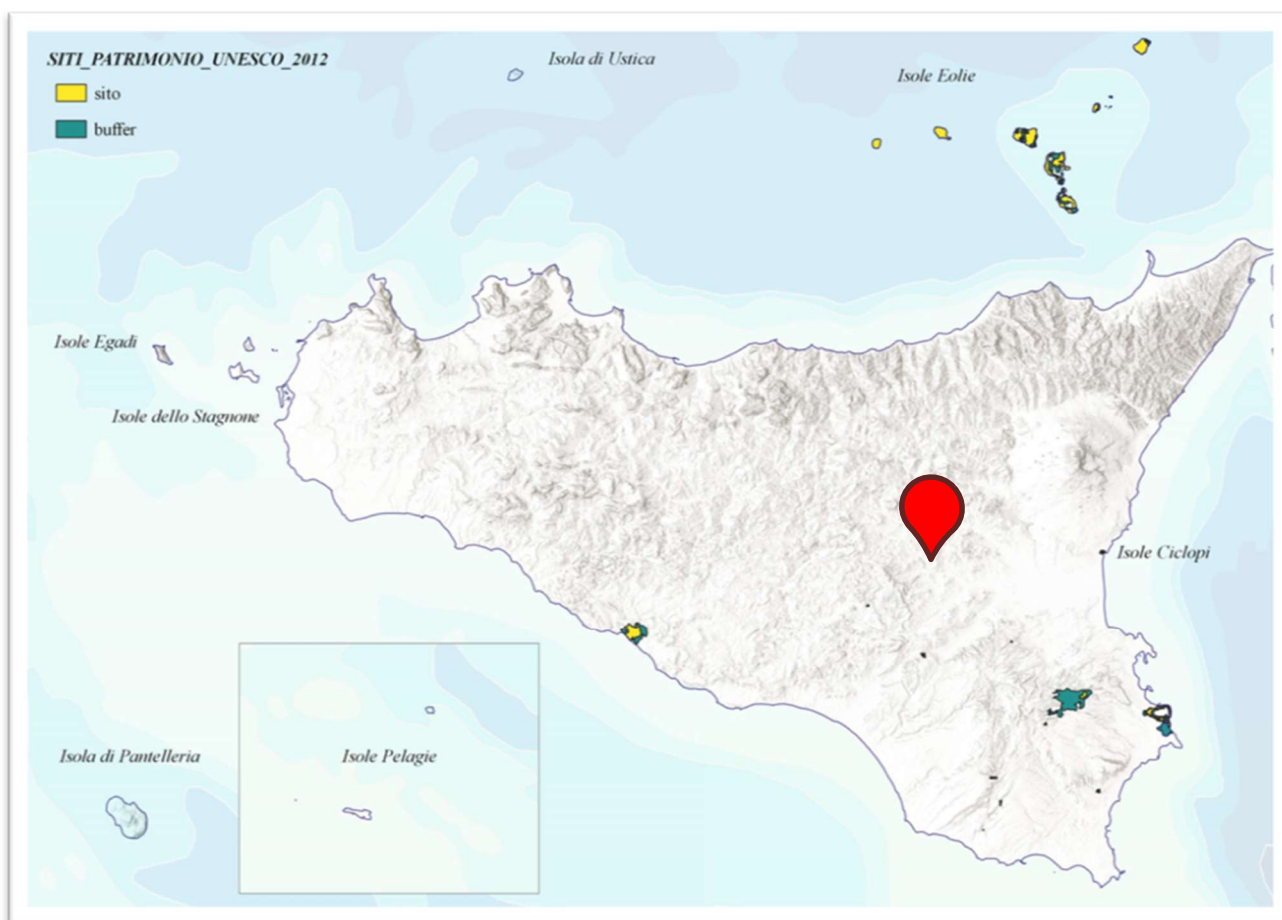 SITI_PATRIMONIO_UNESCO_2012
sito
buffer
Isola di Ustica
Isole Eolie
Isole Egadi
Isole dello Stagnone
Isole Ciclopi
Isola di Pantelleria
Isole Pelagie